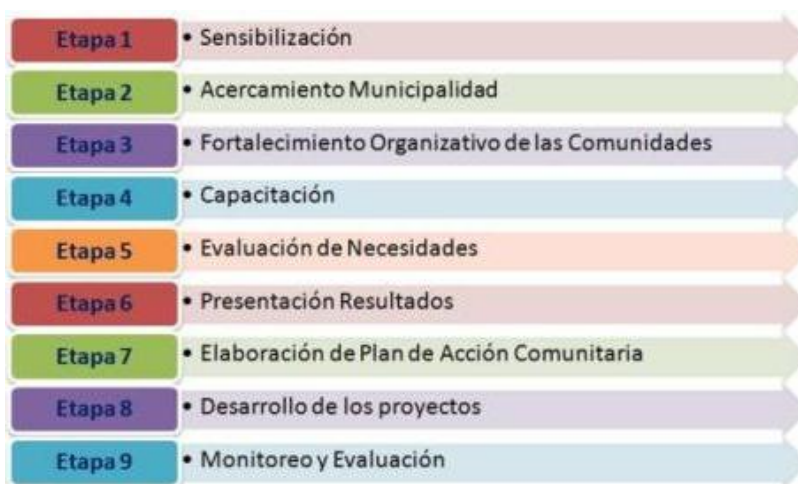 Etapa 1 • Sensibilización
Etapa 2 • Acercamiento Municipalidad
Etapa 3 • Fortalecimiento Organizativo de las Comunidades
Etapa 4 • Capacitación
Etapa 5 • Evaluación de Necesidades
Etapa 6 • Presentación Resultados
Etapa 7 • Elaboración de Plan de Acción Comunitaria
Etapa 8 • Desarrollo de los proyectos
Etapa 9 • Monitoreo y Evaluación